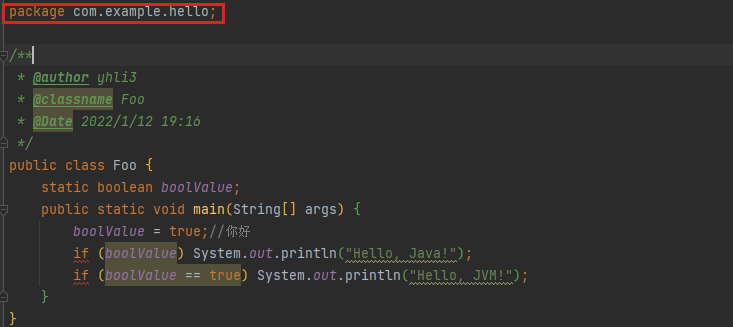 package com.example.hello;
/**
 * @author yhli3
 * @classname Foo
 * @Date 2022/1/12 19:16
 */
public class Foo {
    static boolean boolValue;
    public static void main(String[] args) {
        boolValue = true;//你好
        if (boolValue) System.out.println("Hello, Java!");
        if (boolValue == true) System.out.println("Hello, JVM!");
    }
}